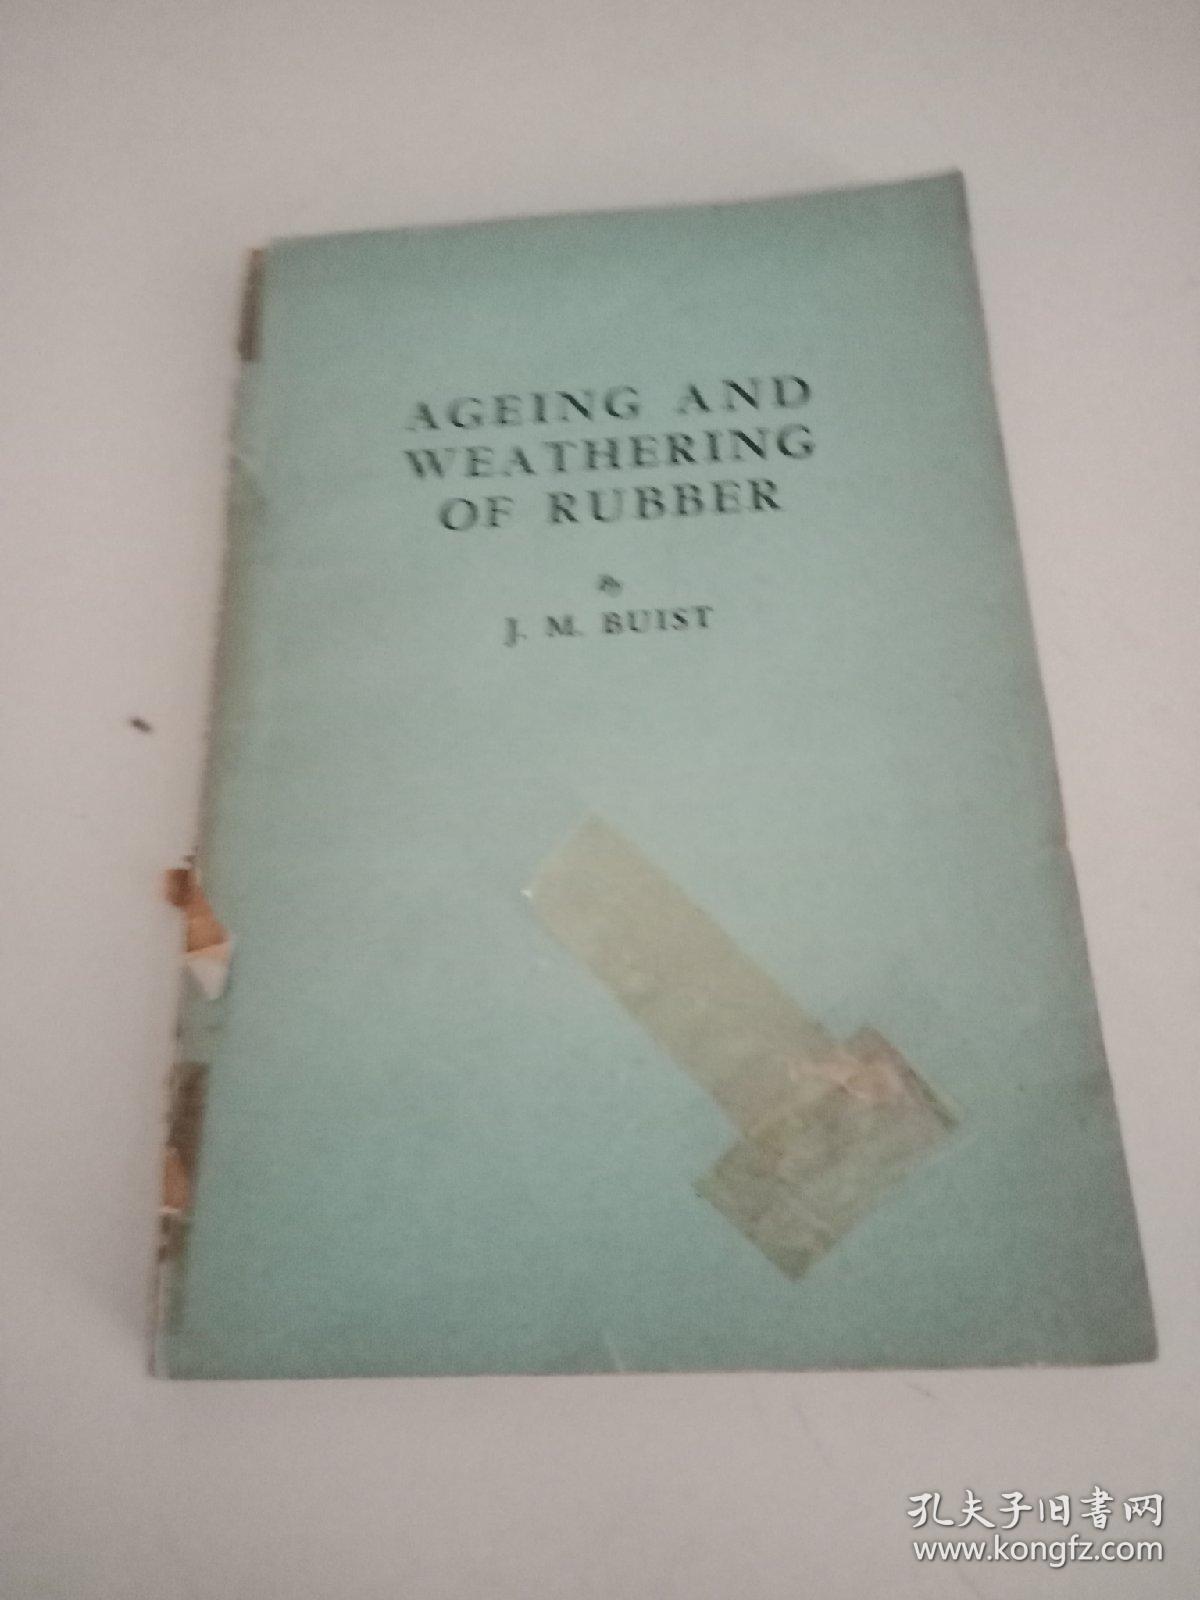 AGEING AND
WEATHERING
OF RUBBER
By
J. M. BUIST
孔夫子旧书网
www.kongfz.com